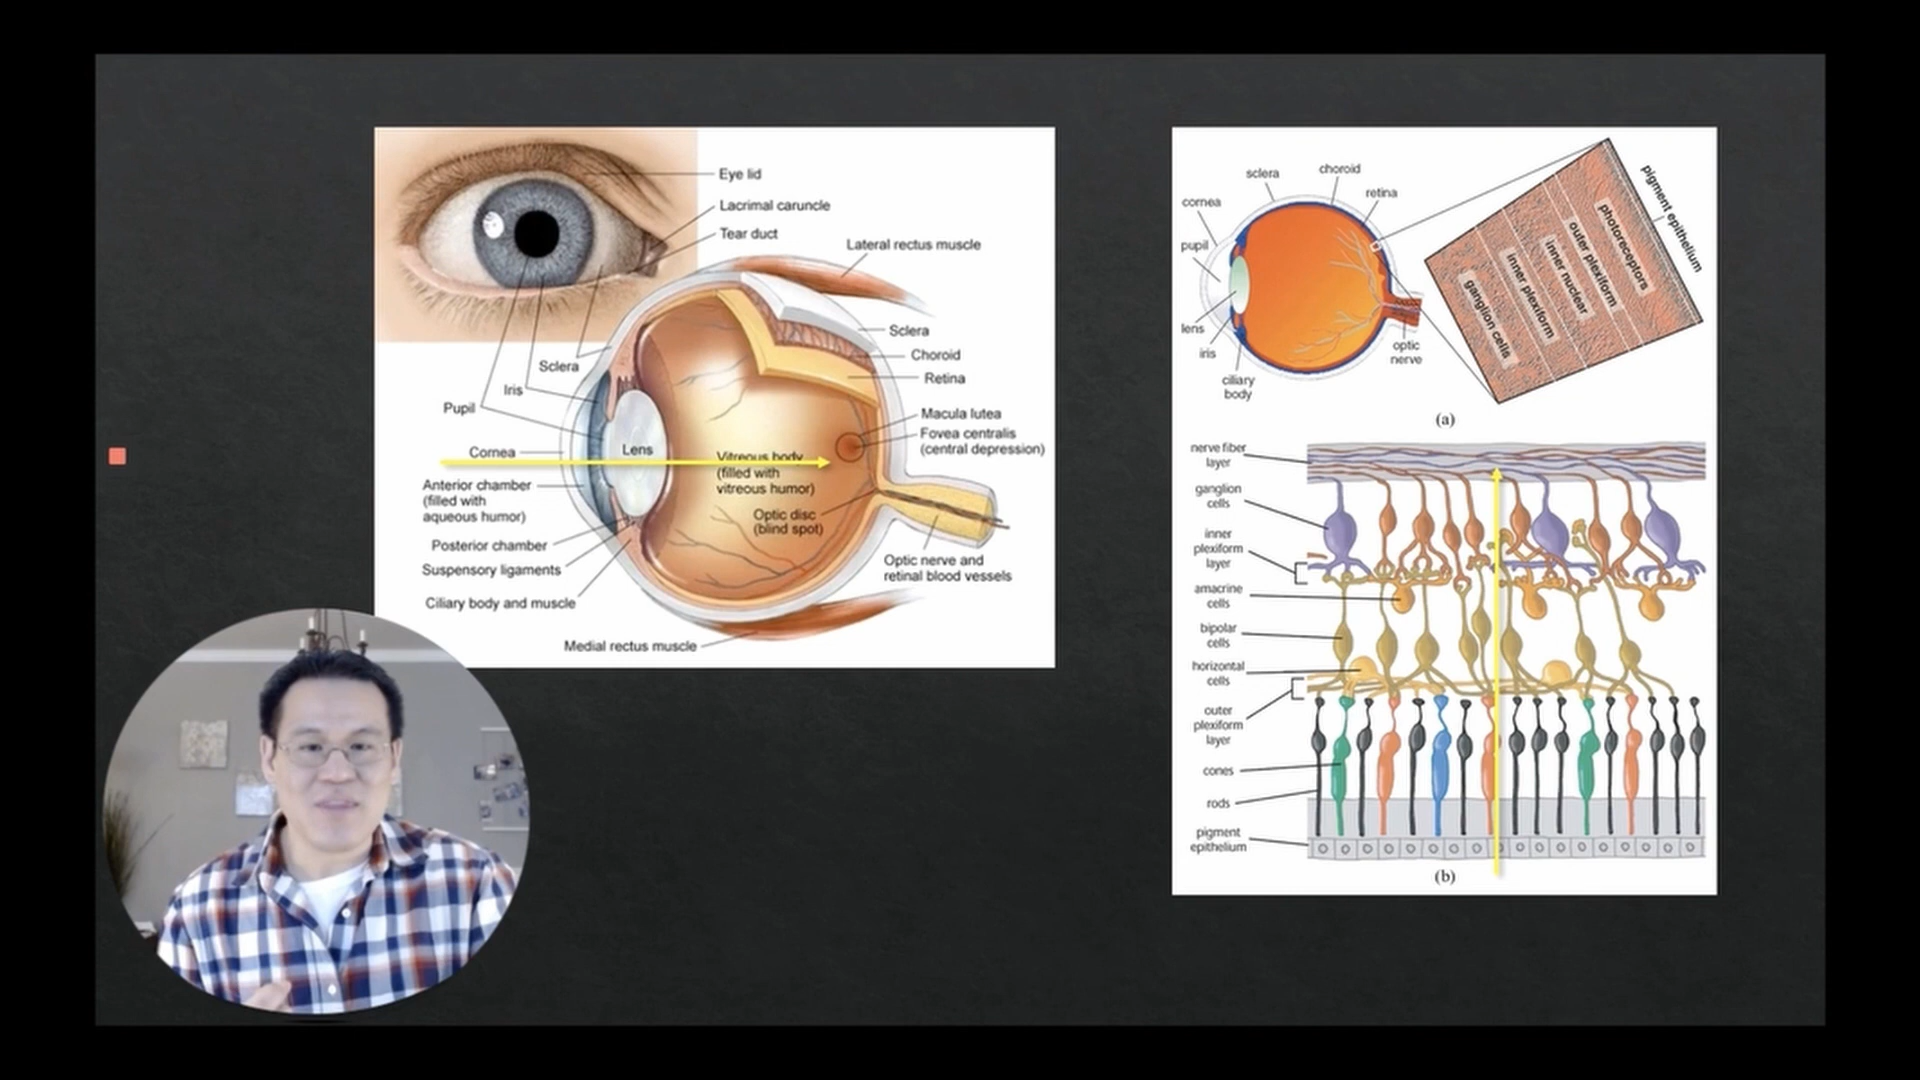 Eye lid
Lacrimal caruncle
Tear duct
Lateral rectus muscle
Sclera
Choroid
Retina
Macula lutea
Fovea centralis
(central depression)
Sclera
Iris
Pupil
Cornea
Lens
Vitreous body
(filled with
vitreous humor)
Anterior chamber
(filled with
aqueous humor)
Optic disc
(blind spot)
Posterior chamber
Suspensory ligaments
Ciliary body and muscle
Optic nerve and
retinal blood vessels
Medial rectus muscle
sclera
choroid
retina
cornea
pupil
lens
iris
ciliary
body
optic
nerve
pigment epithelium
photoreceptors
outer plexiform
inner nuclear
inner plexiform
ganglion cells
(a)
nerve fiber
layer
ganglion
cells
inner
plexiform
layer
amacrine
cells
bipolar
cells
horizontal
cells
outer
plexiform
layer
cones
rods
pigment
epithelium
(b)